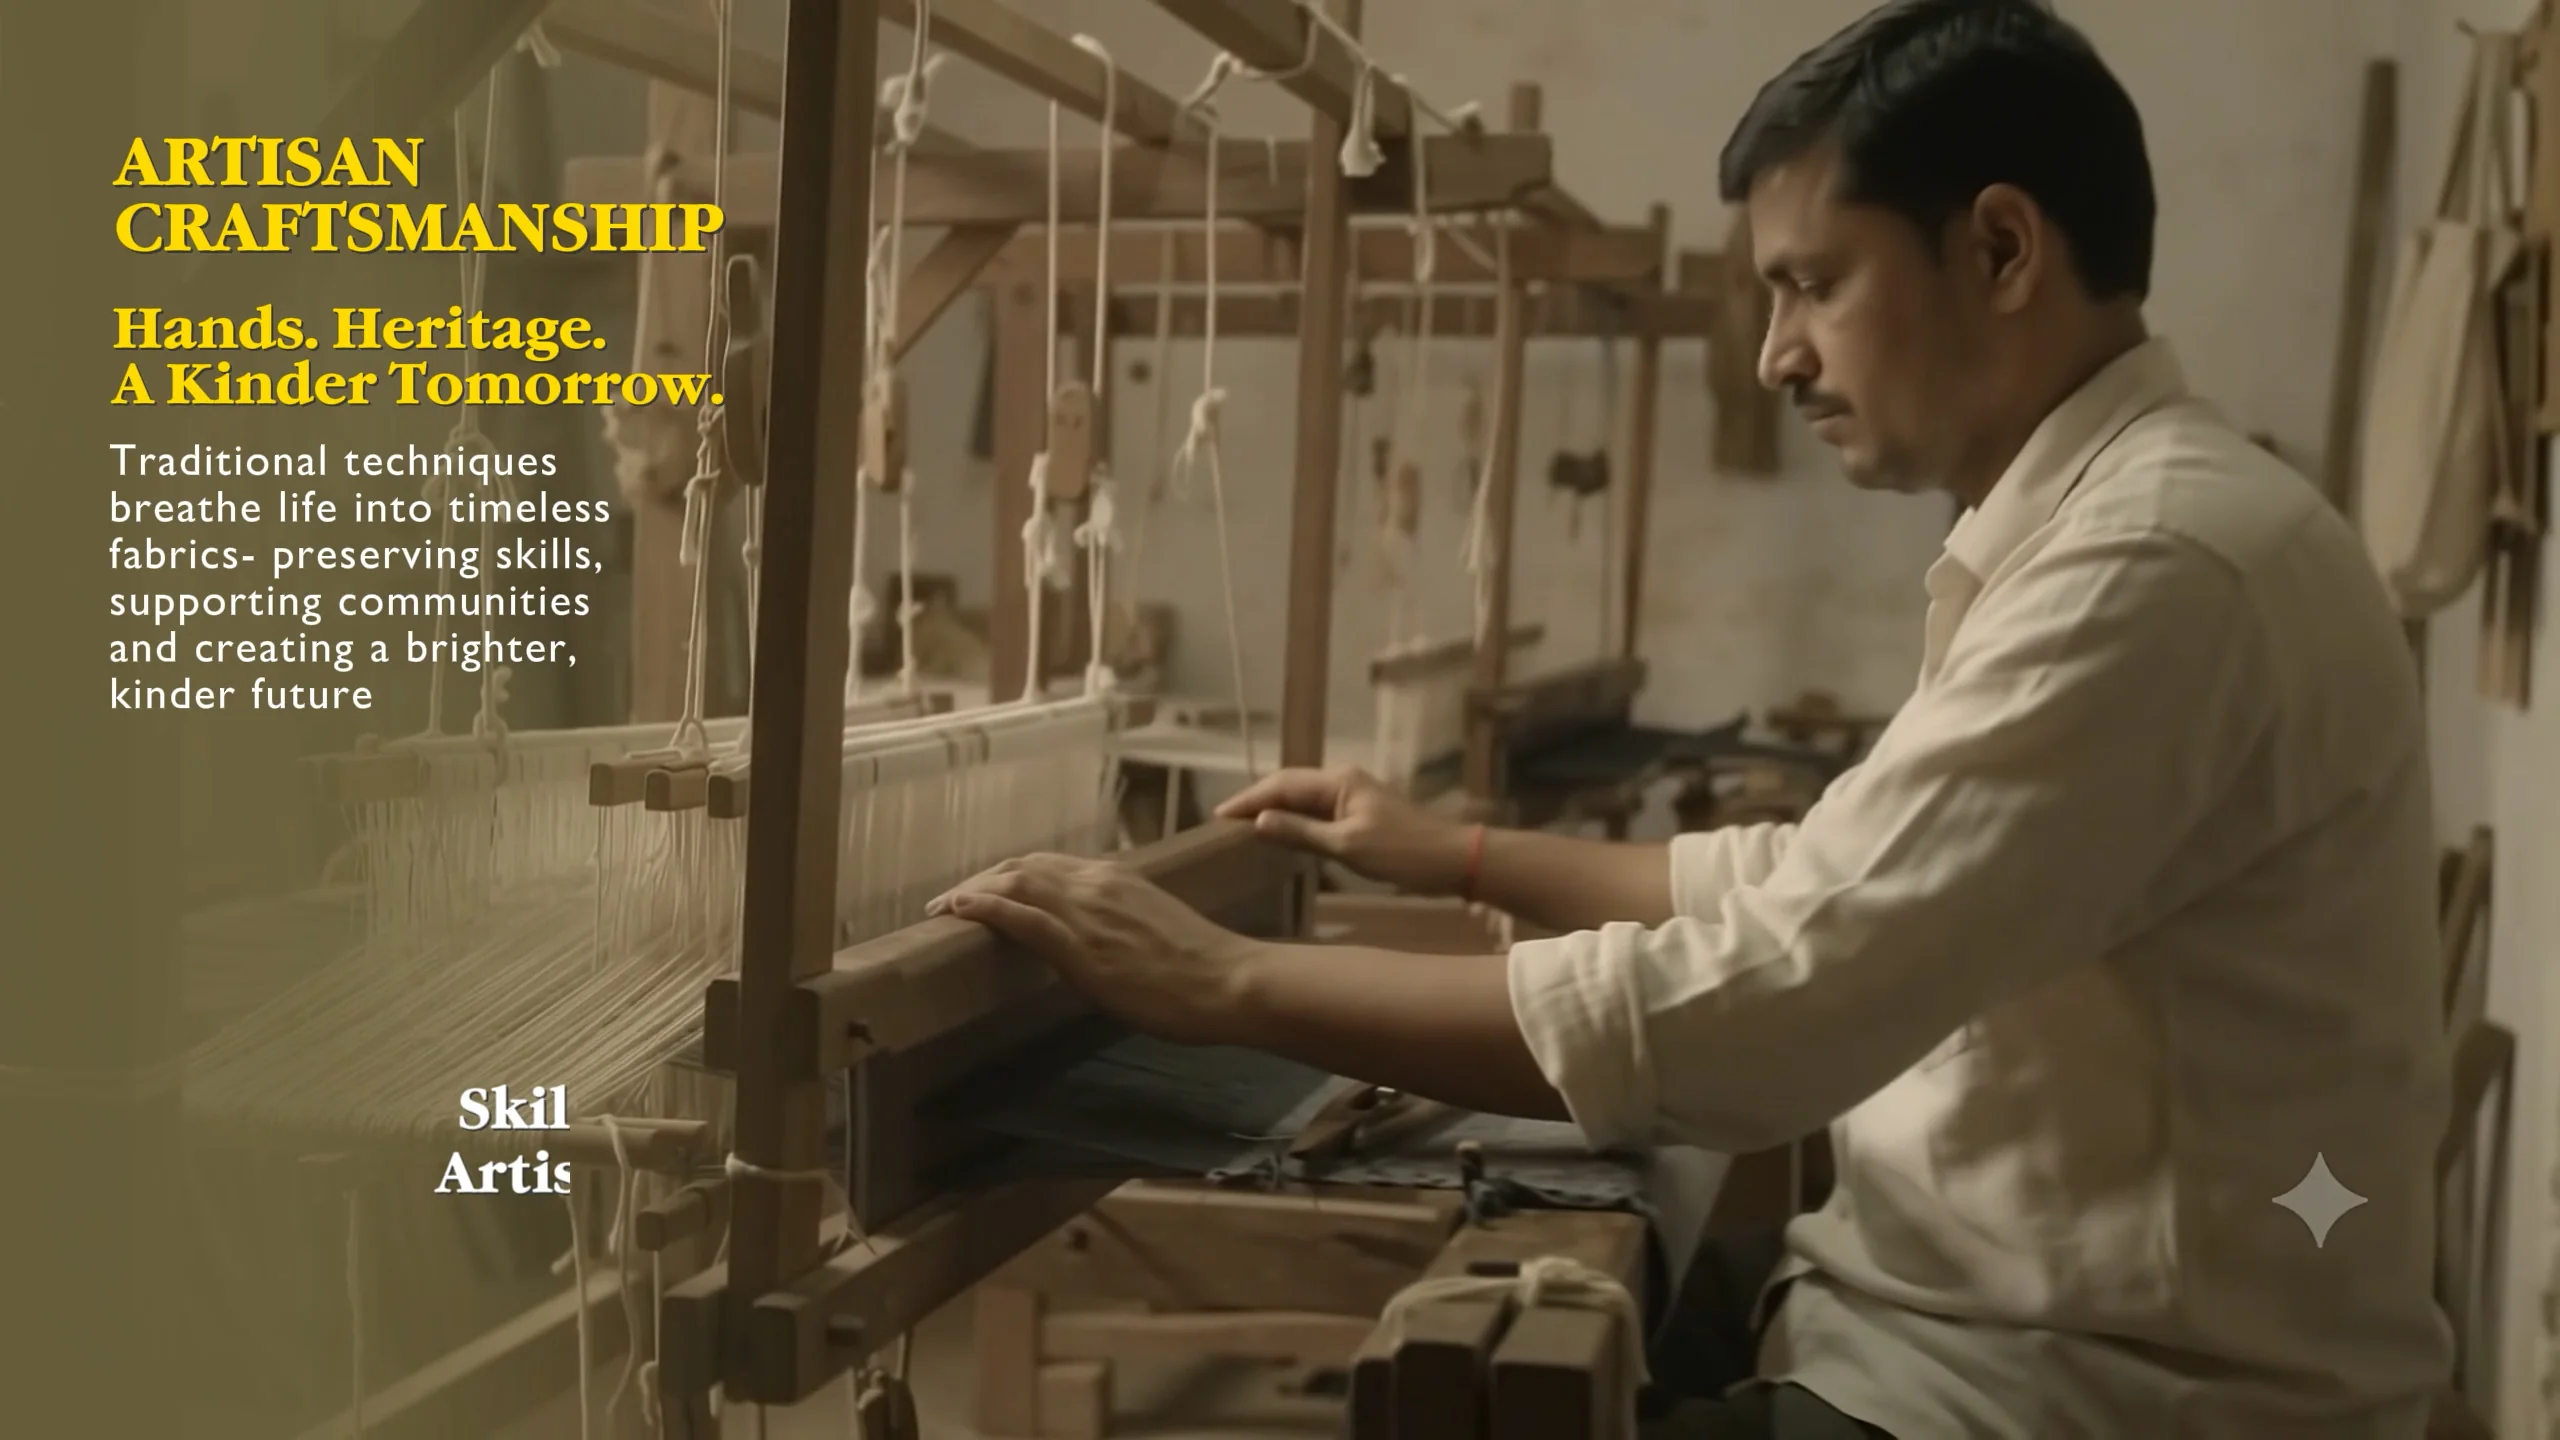 ARTISAN
CRAFTSMANSHIP
Hands. Heritage.
A Kinder Tomorrow.
Traditional techniques
breathe life into timeless
fabrics- preserving skills,
supporting communities
and creating a brighter,
kinder future
Skil
Artis